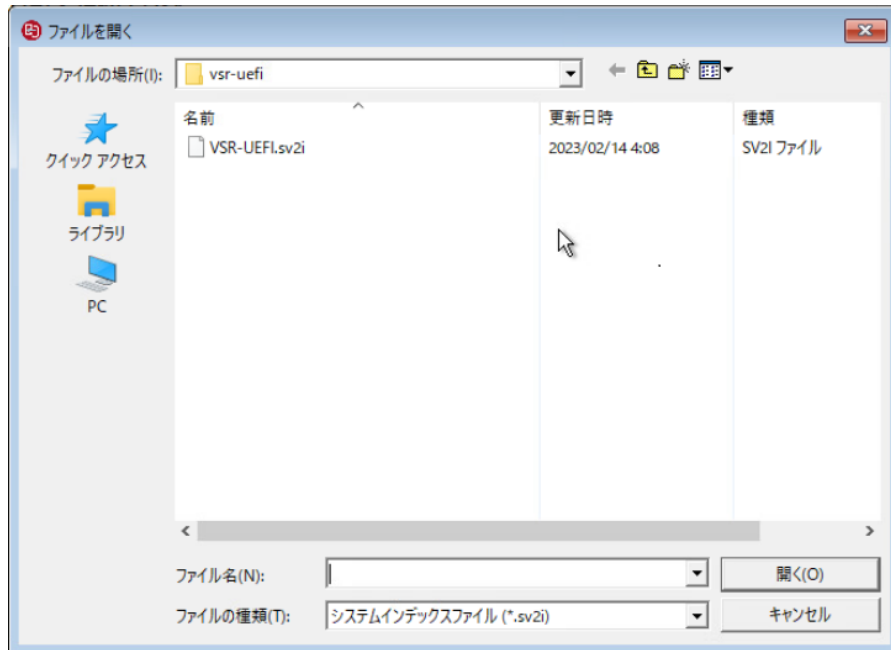 ファイルを開く
ファイルの場所(I): vsr-uefi
名前 更新日時 種類
VSR-UEFI.sv2i 2023/02/14 4:08 SV2I ファイル
クイック アクセス
ライブラリ
PC
ファイル名(N): 開く(O)
ファイルの種類(T): システムインデックスファイル (*.sv2i) キャンセル